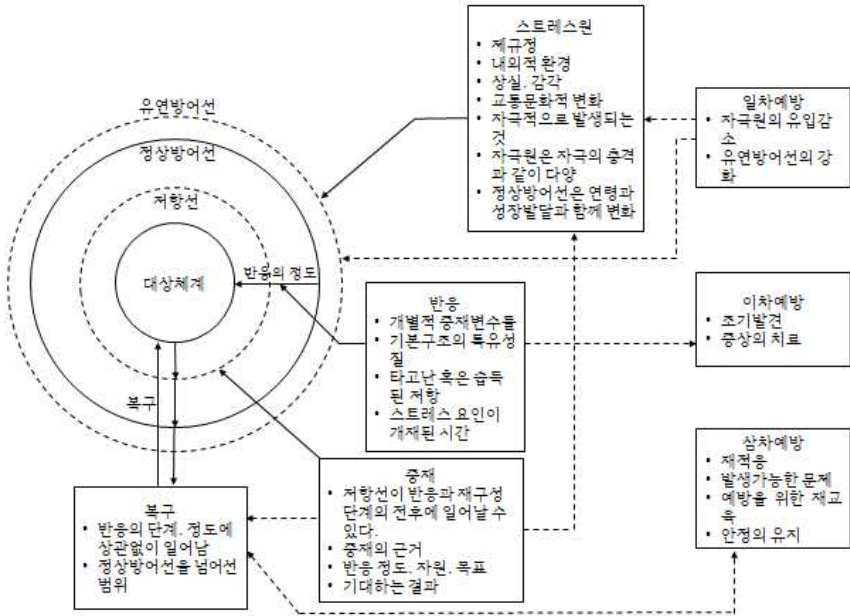 유연방어선
정상방어선
저항선
대상체계
반응의 정도
복구
스트레스원
• 제규정
• 내외적 환경
• 상실, 감각
• 교통문화적 변화
• 자극적으로 발생되는
것
• 자극원은 자극의 충격
과 같이 다양
• 정상방어선은 연령과
성장발달과 함께 변화
일차예방
• 자극원의 유입감
소
• 유연방어선의 강
화
반응
• 개별적 중재변수들
• 기본구조의 특유성
질
• 타고난 혹은 습득
된 저항
• 스트레스 요인이
개재된 시간
이차예방
• 조기발견
• 증상의 치료
중재
• 저항선이 반응과 재구성
단계의 전후에 일어날 수
있다.
• 중재의 근거
• 반응 정도, 자원, 목표
• 기대하는 결과
삼차예방
• 재적응
• 발생가능한 문제
• 예방을 위한 재교
육
• 안정의 유지
복구
• 반응의 단계, 정도에
상관없이 일어남
• 정상방어선을 넘어선
범위